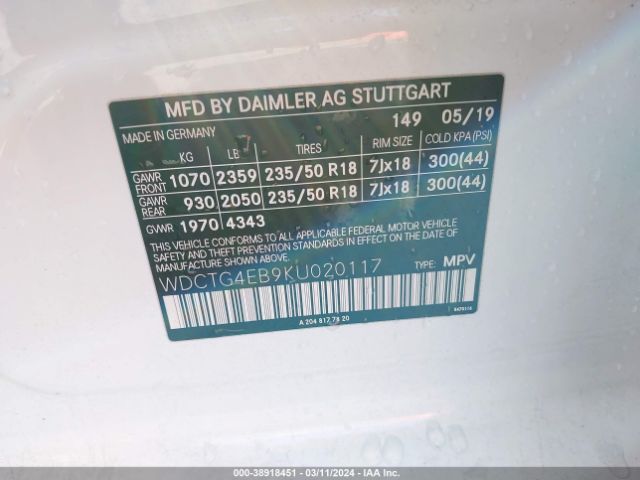 MFD BY DAIMLER AG STUTTGART
149 05/19
MADE IN GERMANY
KG LB TIRES RIM SIZE COLD KPA (PSI)
GAWR FRONT 1070 2359 235/50 R18 7Jx18 300(44)
GAWR REAR 930 2050 235/50 R18 7Jx18 300(44)
GVWR 1970 4343
THIS VEHICLE CONFORMS TO ALL APPLICABLE FEDERAL MOTOR VEHICLE
SAFETY AND THEFT PREVENTION STANDARDS IN EFFECT ON THE DATE
OF MANUFACTURE SHOWN ABOVE.
WDCTG4EB9KU020117 TYPE: MPV
A 204 817 78 20
000-38918451 - 03/11/2024 - IAA Inc.